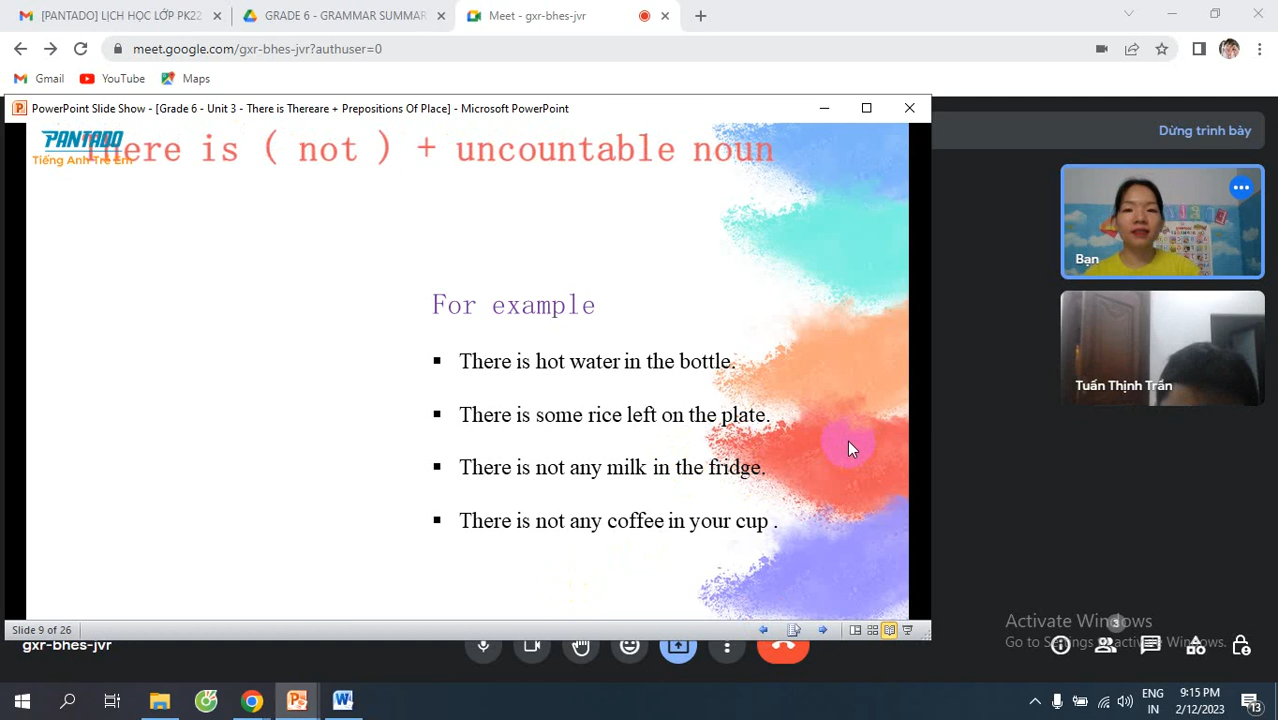 [PANTADO] LỊCH HỌC LỚP PK22
GRADE 6 - GRAMMAR SUMMAR
Meet - gxr-bhes-jvr
meet.google.com/gxr-bhes-jvr?authuser=0
Gmail
YouTube
Maps
PowerPoint Slide Show - [Grade 6 - Unit 3 - There is Thereare + Prepositions Of Place] - Microsoft PowerPoint
Dừng trình bày
PANTADO
Tiếng Anh Trẻ Em
There is ( not ) + uncountable noun
Bạn
For example
▪ There is hot water in the bottle.
▪ There is some rice left on the plate.
▪ There is not any milk in the fridge.
▪ There is not any coffee in your cup .
Tuấn Thịnh Trần
Slide 9 of 26
gxr-bhes-jvr
Activate Windows
Go to Settings to activate Windows.
3
ENG
IN
9:15 PM
2/12/2023
13